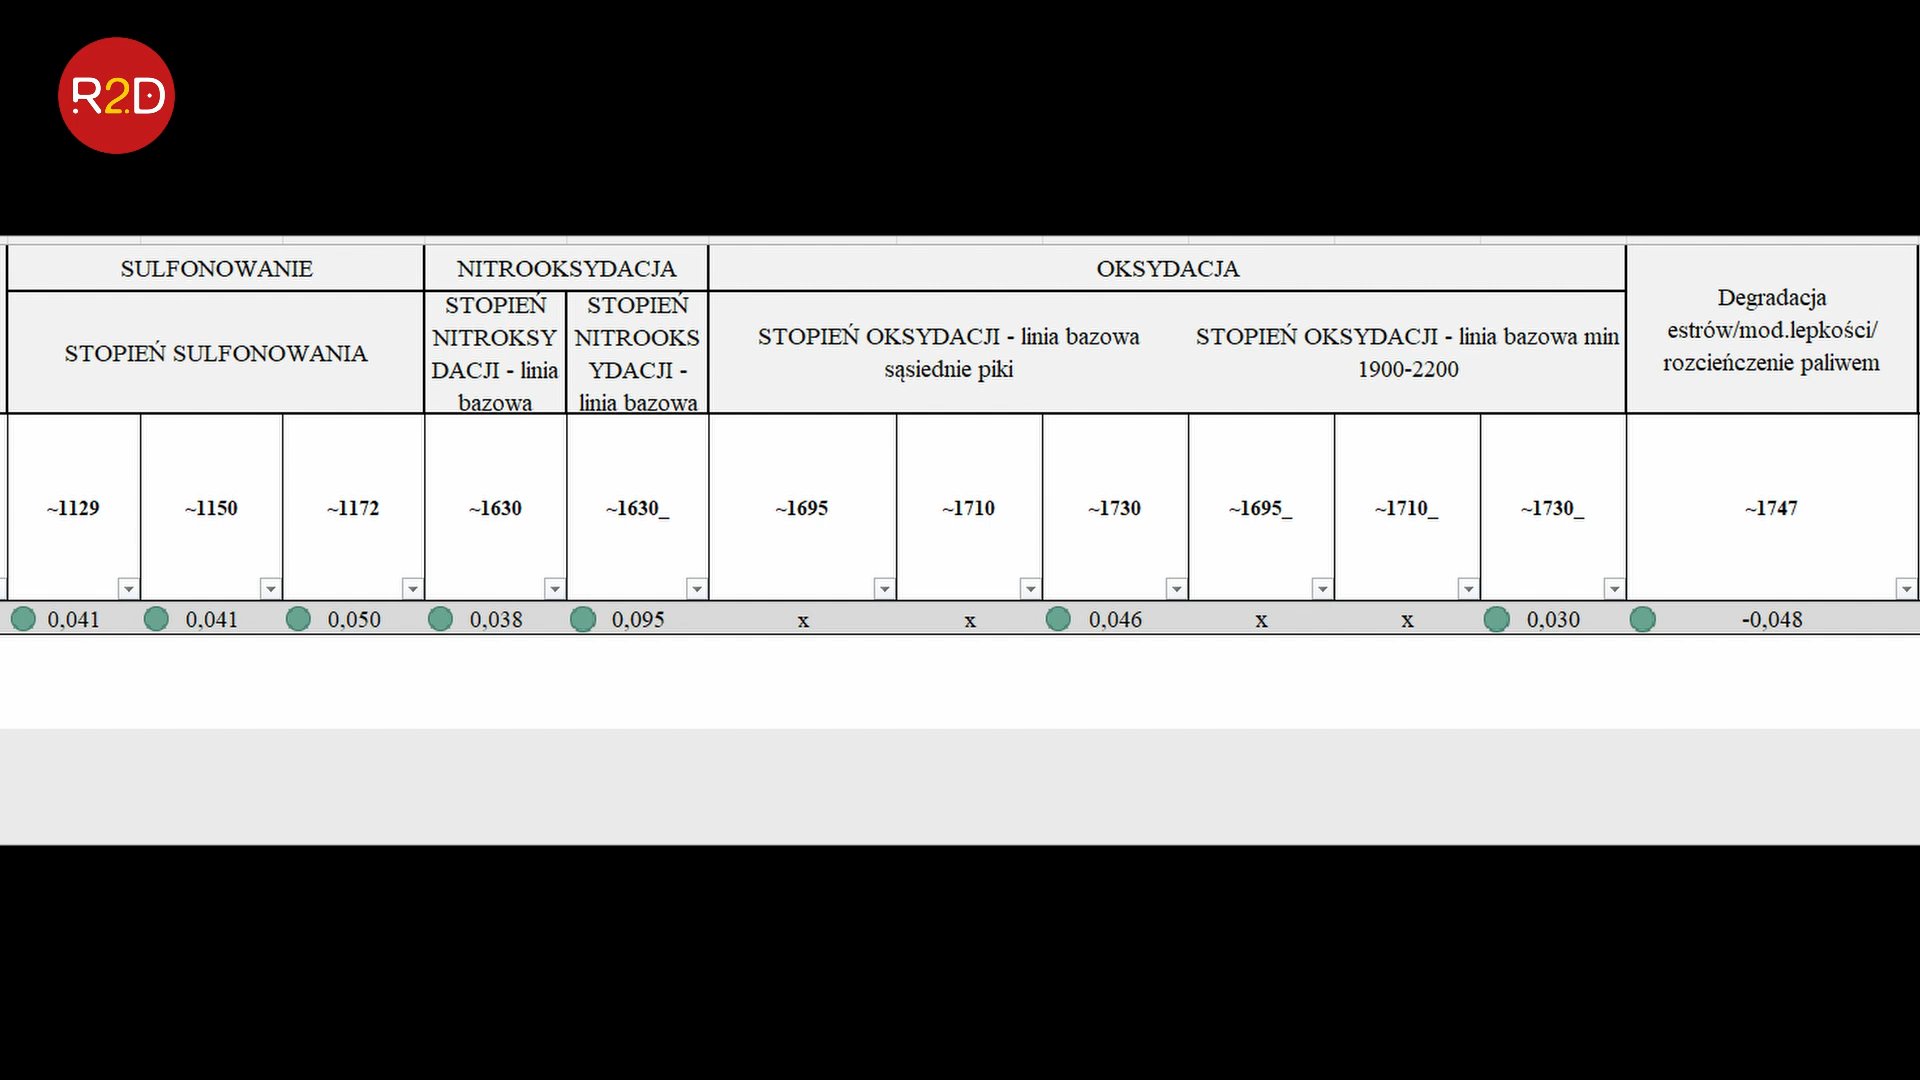 R2D
SULFONOWANIE
NITROOKSYDACJA
OKSYDACJA
Degradacja
estrów/mod.lepkości/
rozcieńczenie paliwem
STOPIEŃ SULFONOWANIA
STOPIEŃ
NITROKSY
DACJI - linia
bazowa
STOPIEŃ
NITROOKS
YDACJI -
linia bazowa
STOPIEŃ OKSYDACJI - linia bazowa
sąsiednie piki
STOPIEŃ OKSYDACJI - linia bazowa min
1900-2200
~1129 ~1150 ~1172 ~1630 ~1630_ ~1695 ~1710 ~1730 ~1695_ ~1710_ ~1730_ ~1747
0,041 0,041 0,050 0,038 0,095 x x 0,046 x x 0,030 -0,048